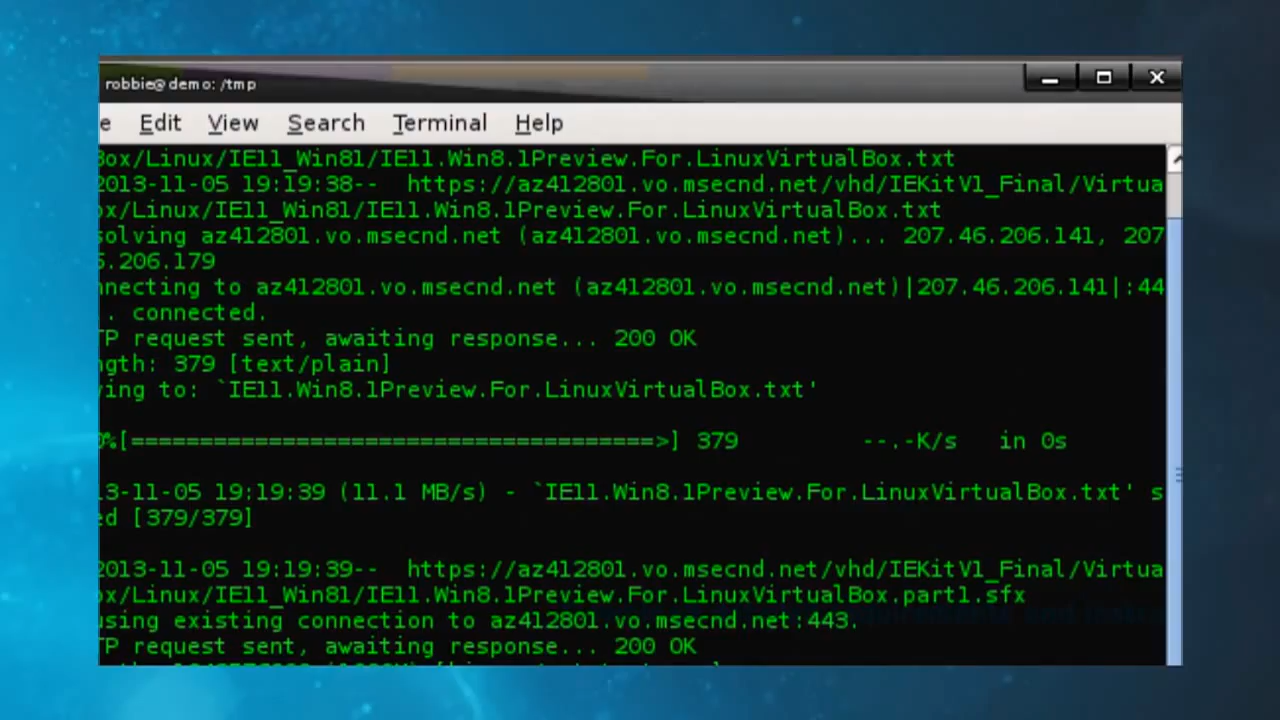 robbie@demo: /tmp
e Edit View Search Terminal Help
Box/Linux/IE11_Win81/IE11.Win8.1Preview.For.LinuxVirtualBox.txt
2013-11-05 19:19:38-- https://az412801.vo.msecnd.net/vhd/IEKitV1_Final/Virtua
ox/Linux/IE11_Win81/IE11.Win8.1Preview.For.LinuxVirtualBox.txt
solving az412801.vo.msecnd.net (az412801.vo.msecnd.net)... 207.46.206.141, 207
6.206.179
nnecting to az412801.vo.msecnd.net (az412801.vo.msecnd.net)|207.46.206.141|:44
. connected.
TP request sent, awaiting response... 200 OK
ngth: 379 [text/plain]
ving to: `IE11.Win8.1Preview.For.LinuxVirtualBox.txt'
0%[======================================>] 379 --.-K/s in 0s
13-11-05 19:19:39 (11.1 MB/s) - `IE11.Win8.1Preview.For.LinuxVirtualBox.txt' s
ed [379/379]
2013-11-05 19:19:39-- https://az412801.vo.msecnd.net/vhd/IEKitV1_Final/Virtua
ox/Linux/IE11_Win81/IE11.Win8.1Preview.For.LinuxVirtualBox.part1.sfx
using existing connection to az412801.vo.msecnd.net:443.
TP request sent, awaiting response... 200 OK